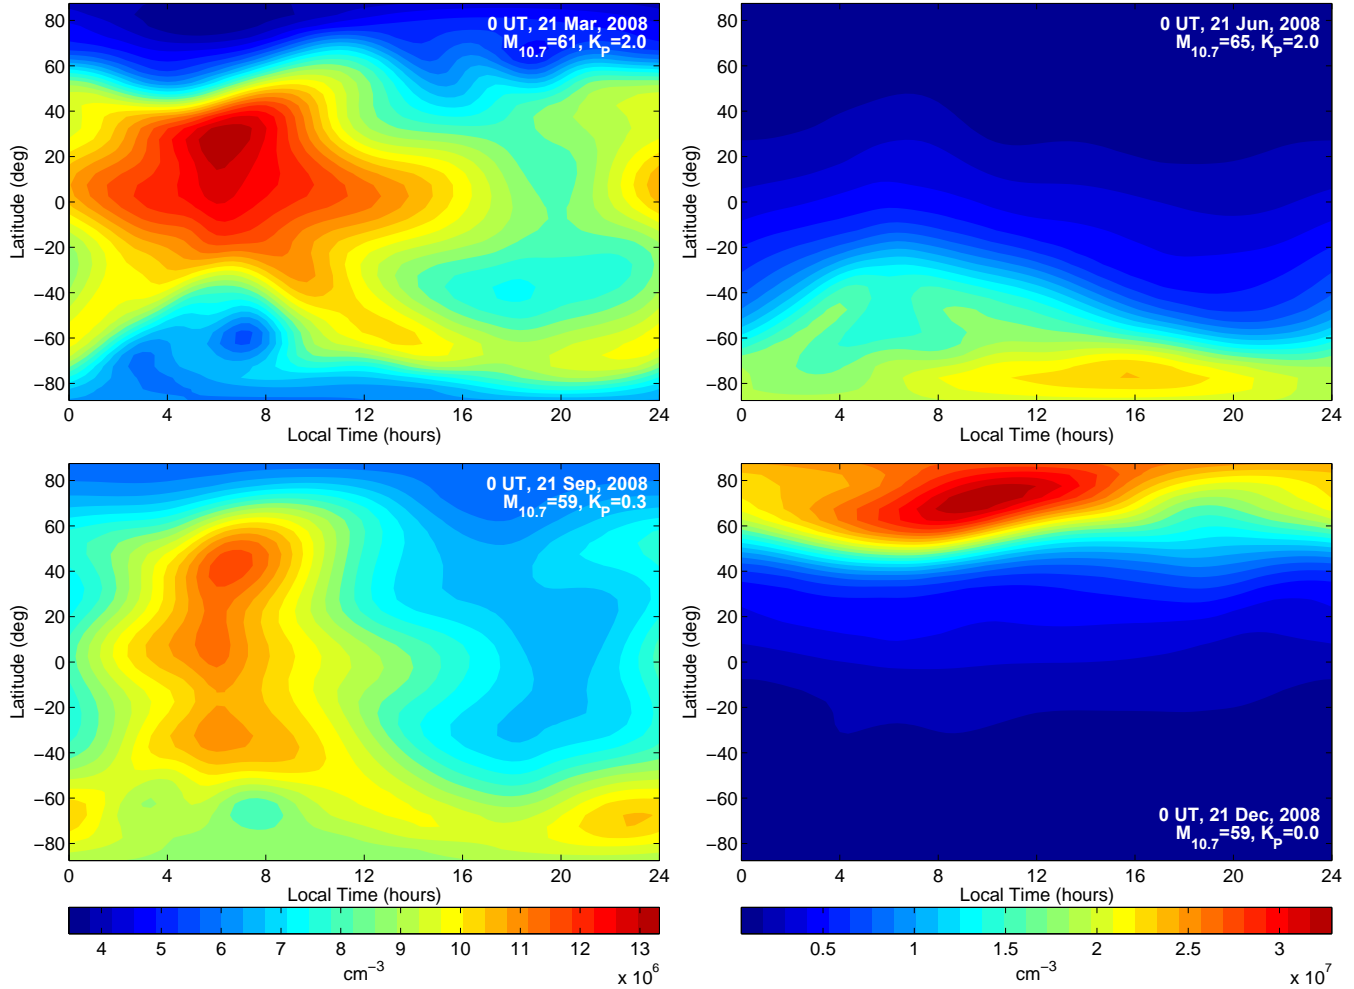 0 UT, 21 Mar, 2008
M10.7=61, KP=2.0
80
60
40
20
0
−20
−40
−60
−80
Latitude (deg)
0 4 8 12 16 20 24
Local Time (hours)
0 UT, 21 Jun, 2008
M10.7=65, KP=2.0
80
60
40
20
0
−20
−40
−60
−80
Latitude (deg)
0 4 8 12 16 20 24
Local Time (hours)
0 UT, 21 Sep, 2008
M10.7=59, KP=0.3
80
60
40
20
0
−20
−40
−60
−80
Latitude (deg)
0 4 8 12 16 20 24
Local Time (hours)
0 UT, 21 Dec, 2008
M10.7=59, KP=0.0
80
60
40
20
0
−20
−40
−60
−80
Latitude (deg)
0 4 8 12 16 20 24
Local Time (hours)
4 5 6 7 8 9 10 11 12 13
cm−3
x 10^6
0.5 1 1.5 2 2.5 3
cm−3
x 10^7